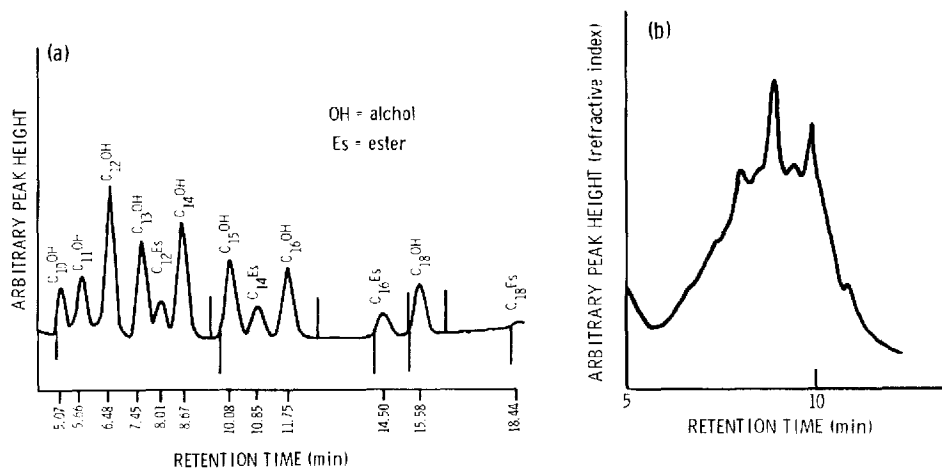 (a)
ARBITRARY PEAK HEIGHT
OH = alchol
Es = ester
C10OH
C11OH
C12OH
C13OH
C12Es
C14OH
C15OH
C14Es
C16OH
C16Es
C18OH
C18Es
5.07
5.66
6.48
7.45
8.01
8.67
10.08
10.85
11.75
14.50
15.58
18.44
RETENTION TIME (min)
(b)
ARBITRARY PEAK HEIGHT (refractive index)
5
10
RETENTION TIME (min)